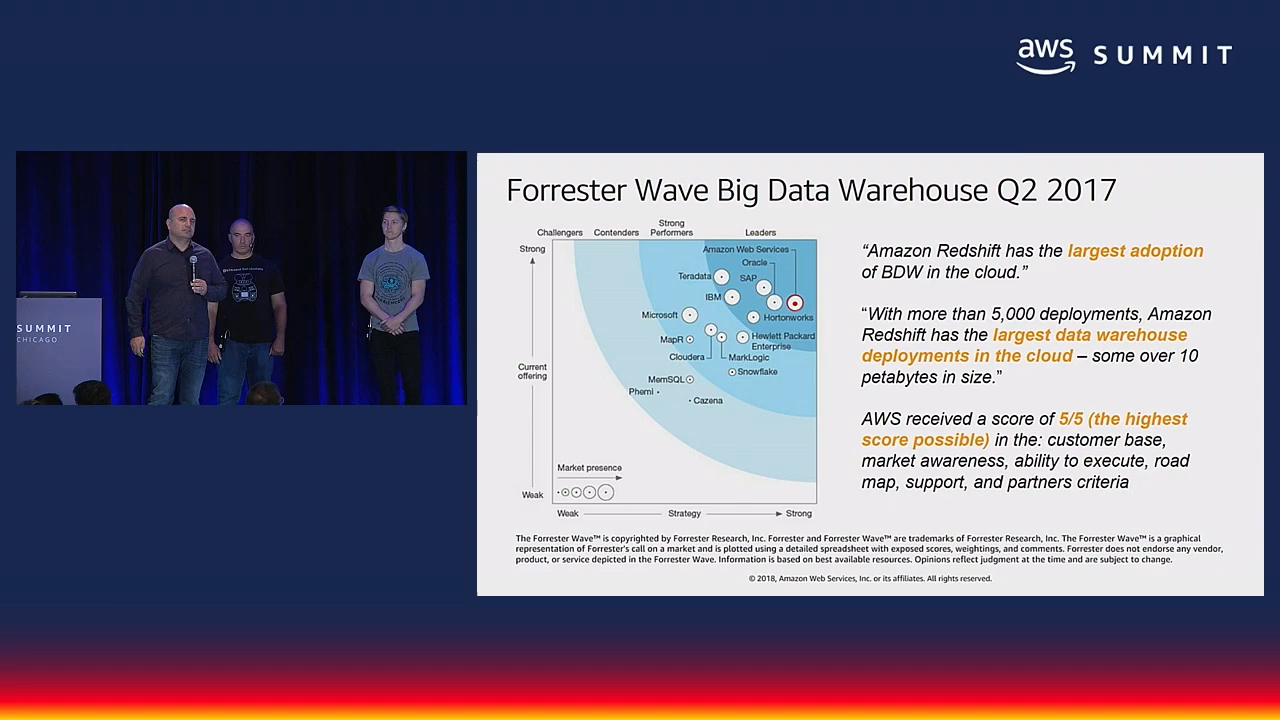 aws SUMMIT
SUMMIT
CHICAGO
Forrester Wave Big Data Warehouse Q2 2017
Challengers
Contenders
Strong
Performers
Leaders
Strong
Amazon Web Services
Oracle
Teradata
SAP
IBM
Microsoft
Hortonworks
MapR
Hewlett Packard
Enterprise
Cloudera
MarkLogic
Current
offering
Snowflake
MemSQL
Phemi
Cazena
Market presence
Weak
Weak
Strategy
Strong
“Amazon Redshift has the largest adoption
of BDW in the cloud.”
“With more than 5,000 deployments, Amazon
Redshift has the largest data warehouse
deployments in the cloud – some over 10
petabytes in size.”
AWS received a score of 5/5 (the highest
score possible) in the: customer base,
market awareness, ability to execute, road
map, support, and partners criteria
The Forrester Wave™ is copyrighted by Forrester Research, Inc. Forrester and Forrester Wave™ are trademarks of Forrester Research, Inc. The Forrester Wave™ is a graphical
representation of Forrester's call on a market and is plotted using a detailed spreadsheet with exposed scores, weightings, and comments. Forrester does not endorse any vendor,
product, or service depicted in the Forrester Wave. Information is based on best available resources. Opinions reflect judgment at the time and are subject to change.
© 2018, Amazon Web Services, Inc. or its affiliates. All rights reserved.